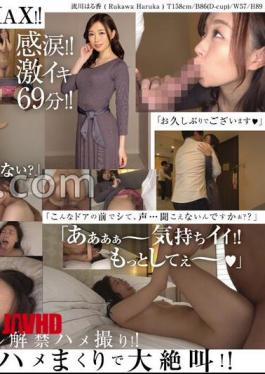 流川はる香 (Rukawa Haruka) T158cm/B86(D-cup)/W57/H89
AX!!
感涙!!
激イキ
69分!!
「お久しぶりでございます♥」
ない?」
「こんなドアの前でシて、声…聞こえないんですかぁ??」
「ああああ〜気持ちイイ!!
もっとしてぇ〜♥」
JAVHD
解禁ハメ撮り!!
ハメまくりで大絶叫!!